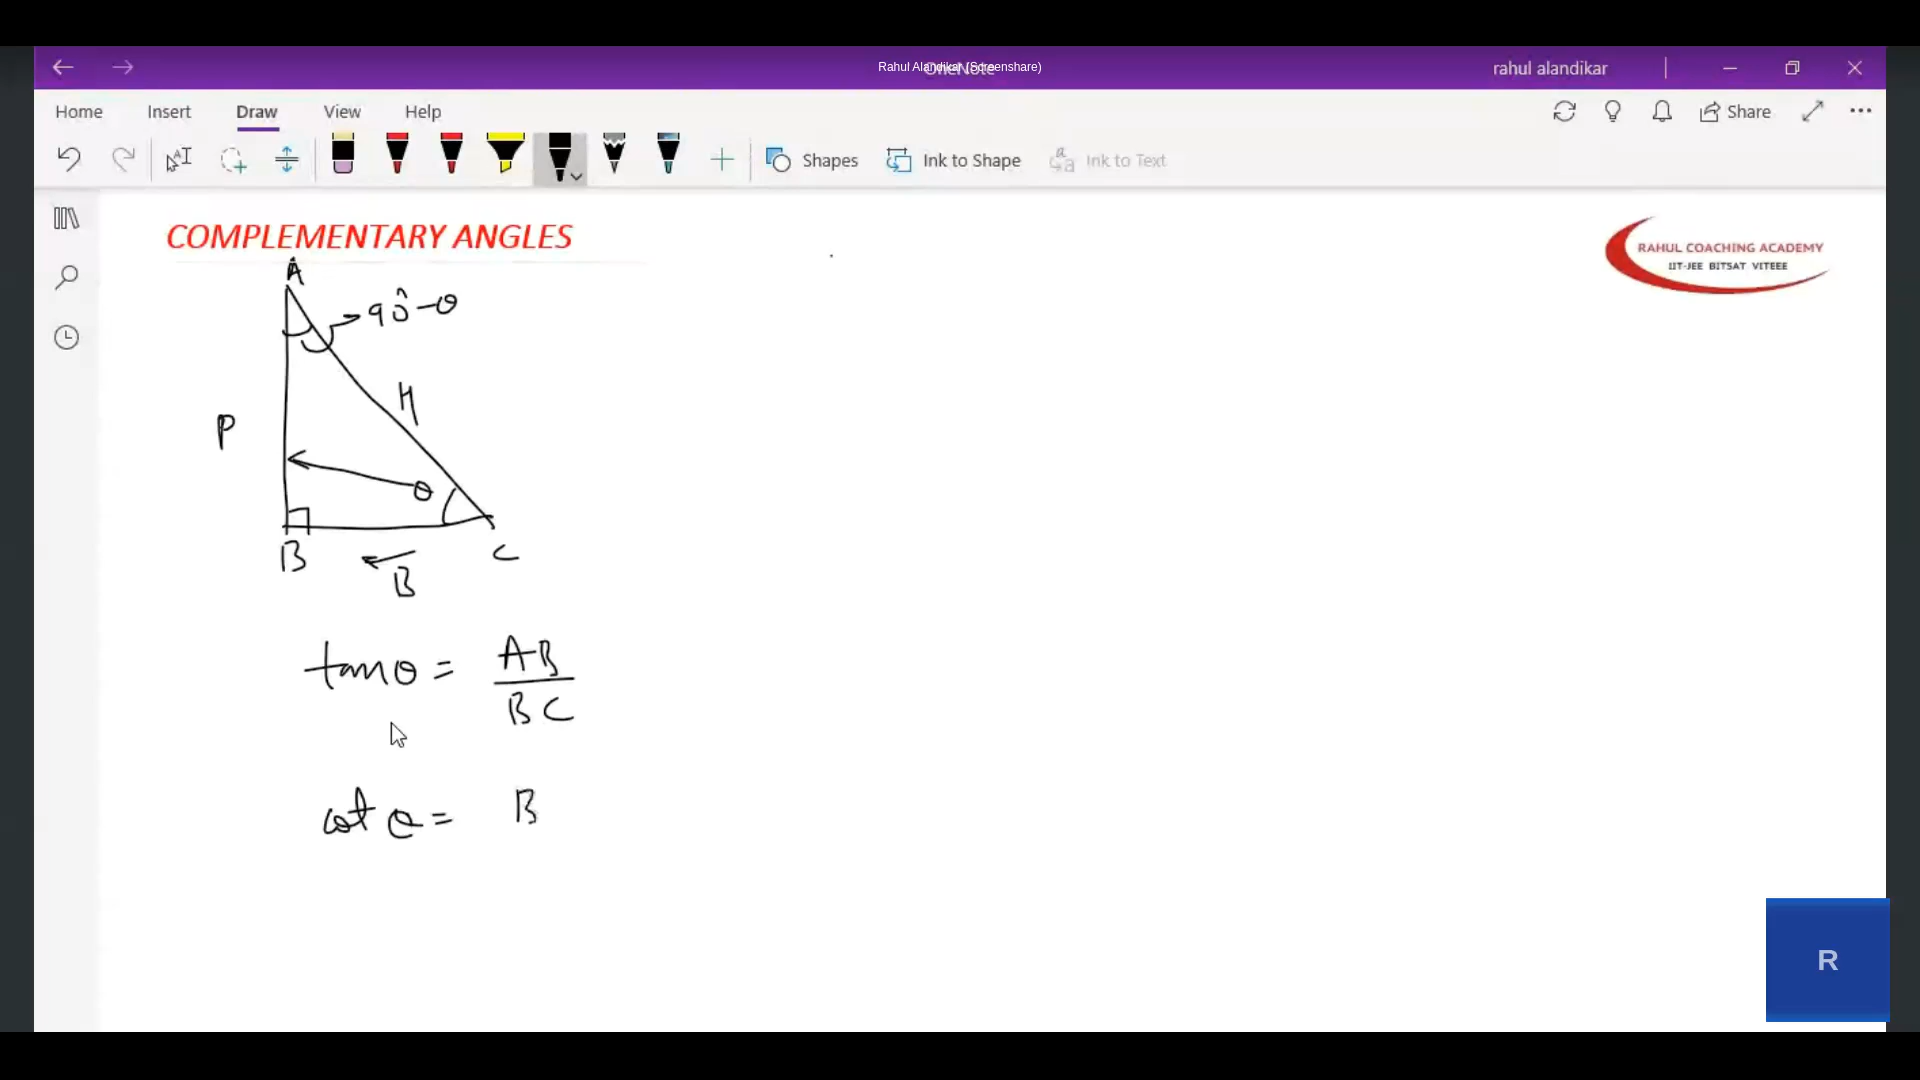 Rahul Alandikar (Screenshare)
OneNote
rahul alandikar
Home Insert Draw View Help
Share
Shapes Ink to Shape Ink to Text
COMPLEMENTARY ANGLES
RAHUL COACHING ACADEMY
IIT-JEE BITSAT VITEEE
A
90°-θ
H
P
θ
B C
B
tanθ = AB/BC
cot θ = B
R